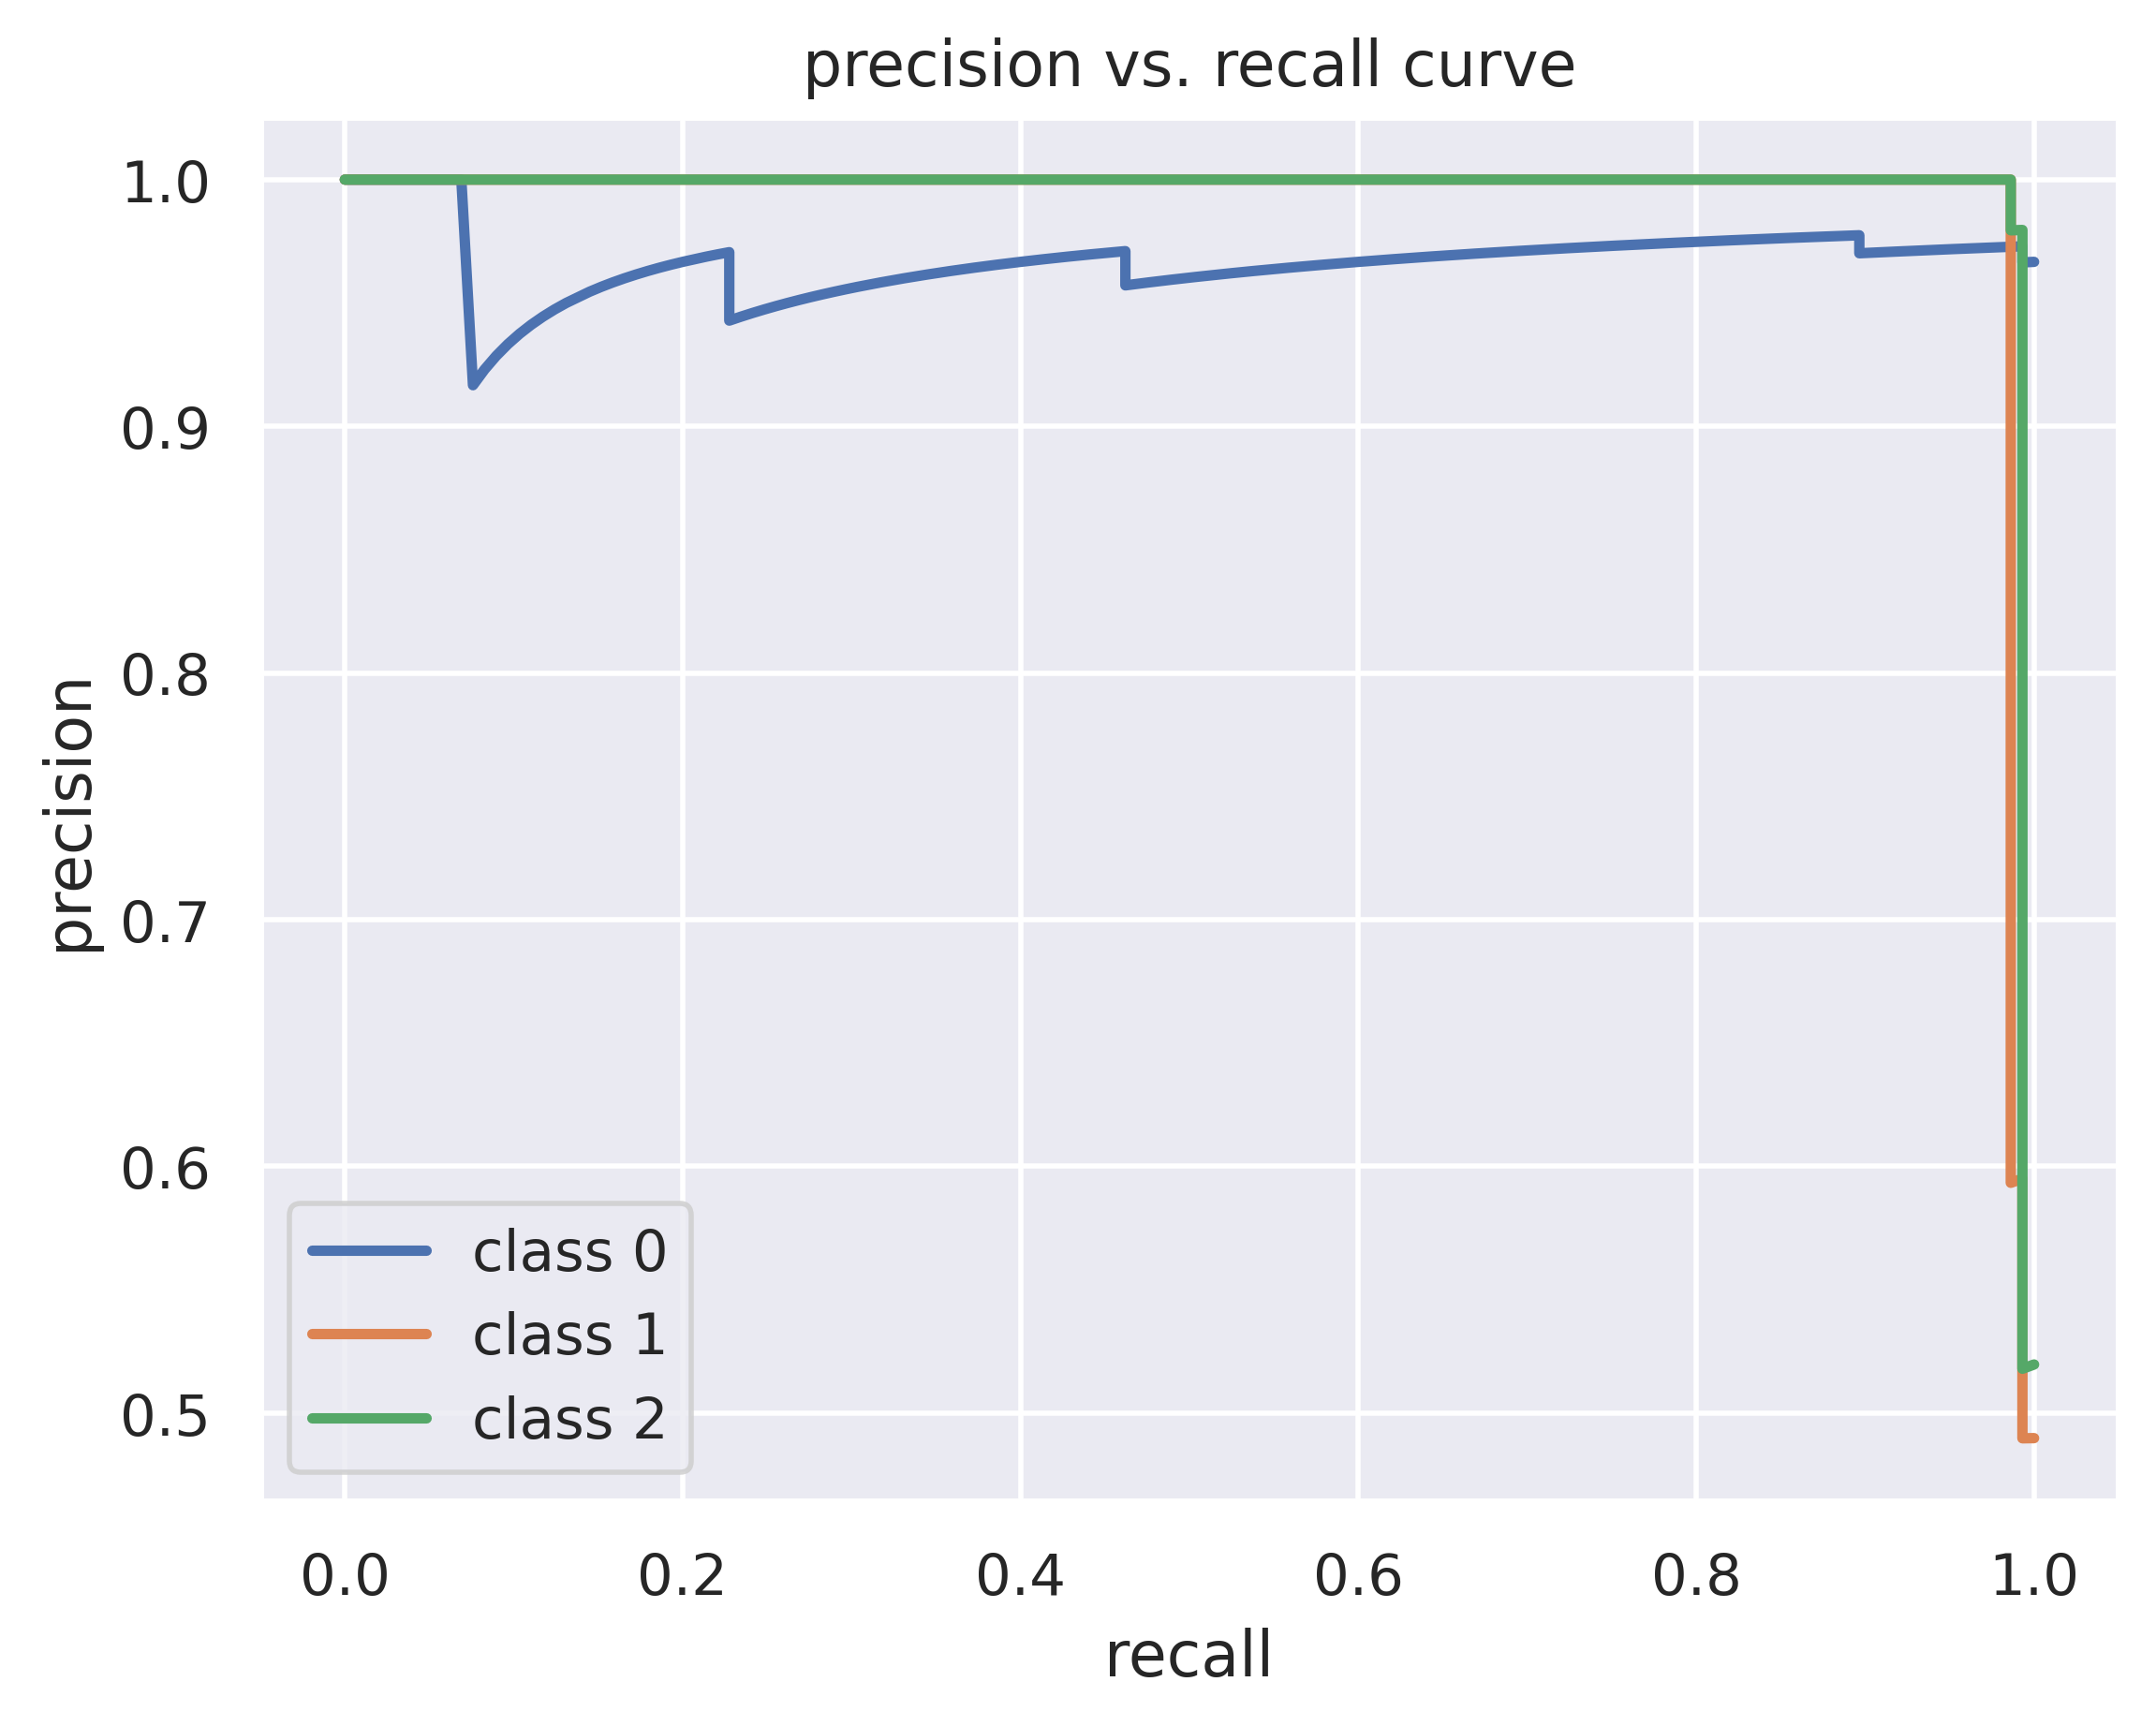 precision vs. recall curve
precision
1.0
0.9
0.8
0.7
0.6
0.5
class 0
class 1
class 2
0.0 0.2 0.4 0.6 0.8 1.0
recall